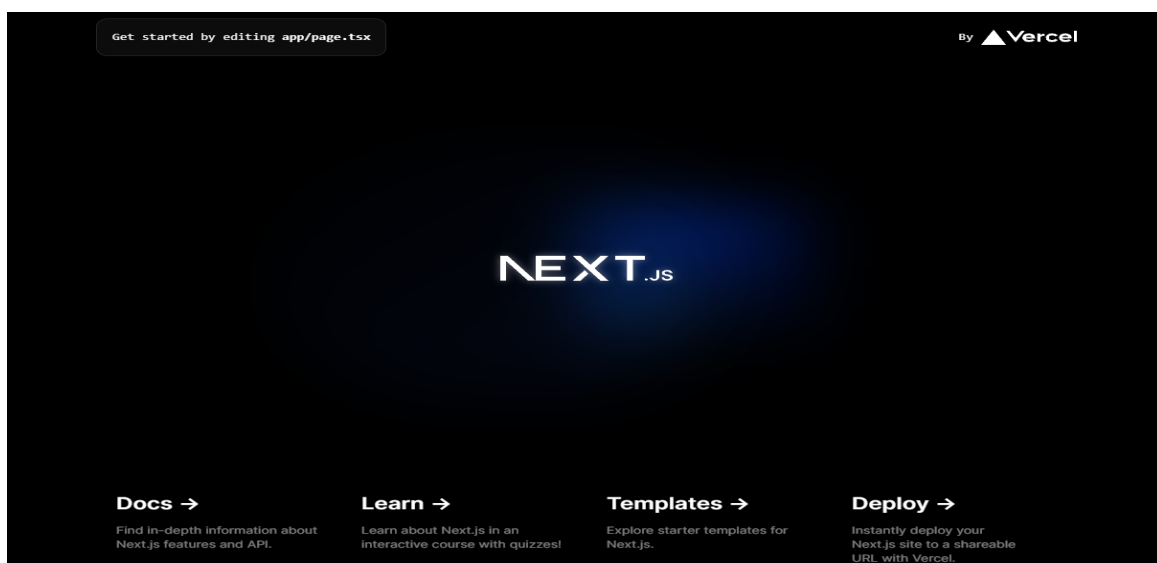 Get started by editing app/page.tsx
By Vercel
NEXT.JS
Docs →
Find in-depth information about
Next.js features and API.
Learn →
Learn about Next.js in an
interactive course with quizzes!
Templates →
Explore starter templates for
Next.js.
Deploy →
Instantly deploy your
Next.js site to a shareable
URL with Vercel.